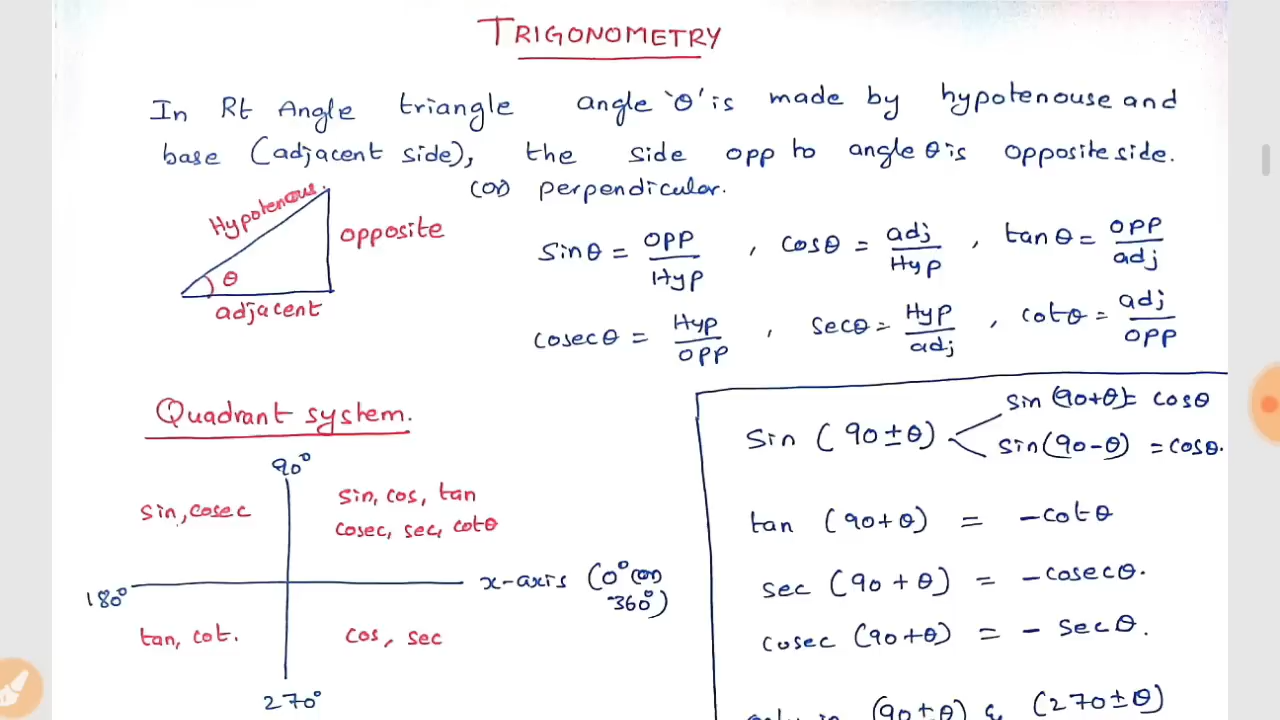 TRIGONOMETRY
In Rt Angle triangle angle 'θ' is made by hypotenouse and
base (adjacent side), the side opp to angle θ is opposite side.
(or) perpendicular.
Hypotenous
opposite
θ
adjacent
Sinθ = opp/Hyp , cosθ = adj/Hyp , tanθ = opp/adj
cosecθ = Hyp/opp , secθ = Hyp/adj , cotθ = adj/opp
Quadrant system.
90°
sin, cosec
sin, cos, tan
cosec, sec, cotθ
180°
x-axis (0° (or)
360°)
tan, cot.
cos, sec
270°
sin (90+θ) = cosθ
Sin (90±θ)
sin(90-θ) = cosθ.
tan (90+θ) = -cotθ
sec (90+θ) = -cosecθ.
cosec (90+θ) = - secθ.
only in (90±θ) & (270±θ)